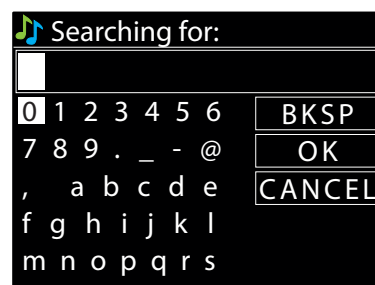 Searching for:
0 1 2 3 4 5 6 BKSP
7 8 9 . _ - @ OK
,   a b c d e CANCEL
f g h i j k l
m n o p q r s